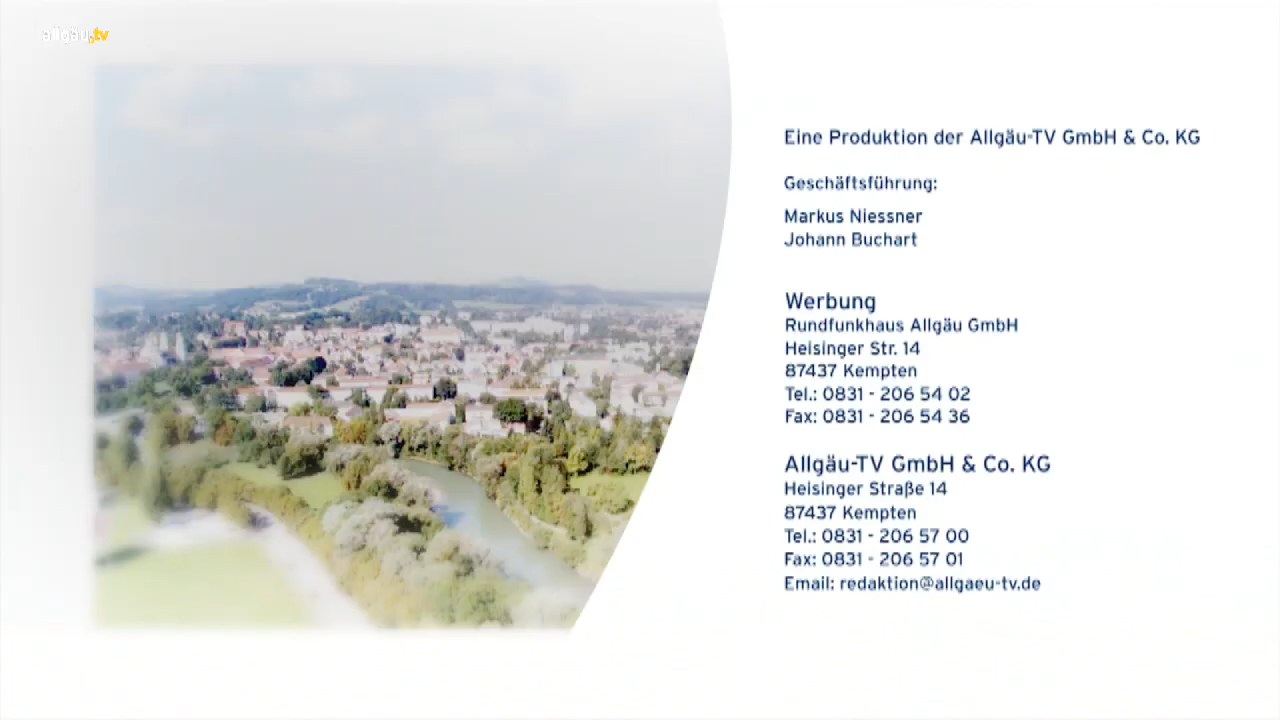 allgäu.tv
Eine Produktion der Allgäu-TV GmbH & Co. KG
Geschäftsführung:
Markus Niessner
Johann Buchart
Werbung
Rundfunkhaus Allgäu GmbH
Heisinger Str. 14
87437 Kempten
Tel.: 0831 - 206 54 02
Fax: 0831 - 206 54 36
Allgäu-TV GmbH & Co. KG
Heisinger Straße 14
87437 Kempten
Tel.: 0831 - 206 57 00
Fax: 0831 - 206 57 01
Email: redaktion@allgaeu-tv.de